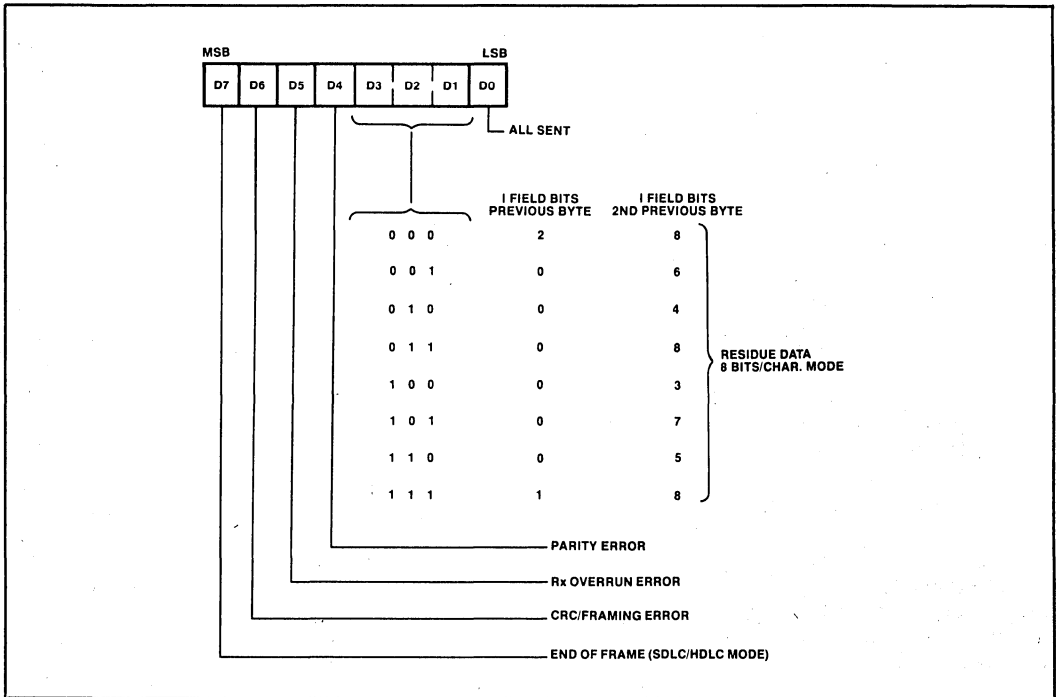 MSB LSB
D7 D6 D5 D4 D3 D2 D1 D0
ALL SENT
I FIELD BITS I FIELD BITS
PREVIOUS BYTE 2ND PREVIOUS BYTE
0 0 0 2 8
0 0 1 0 6
0 1 0 0 4
0 1 1 0 8
RESIDUE DATA
8 BITS/CHAR. MODE
1 0 0 0 3
1 0 1 0 7
1 1 0 0 5
1 1 1 1 8
PARITY ERROR
Rx OVERRUN ERROR
CRC/FRAMING ERROR
END OF FRAME (SDLC/HDLC MODE)